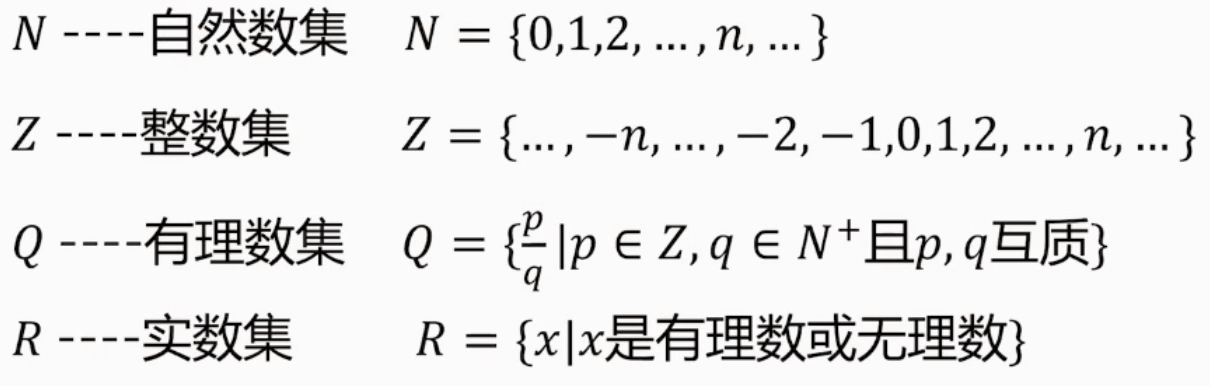 N ----自然数集 N = {0,1,2, … , n, … }
Z ----整数集 Z = {… , −n, … , −2, −1,0,1,2, … , n, … }
Q ----有理数集 Q = {p/q |p ∈ Z, q ∈ N⁺且p, q互质}
R ----实数集 R = {x|x是有理数或无理数}